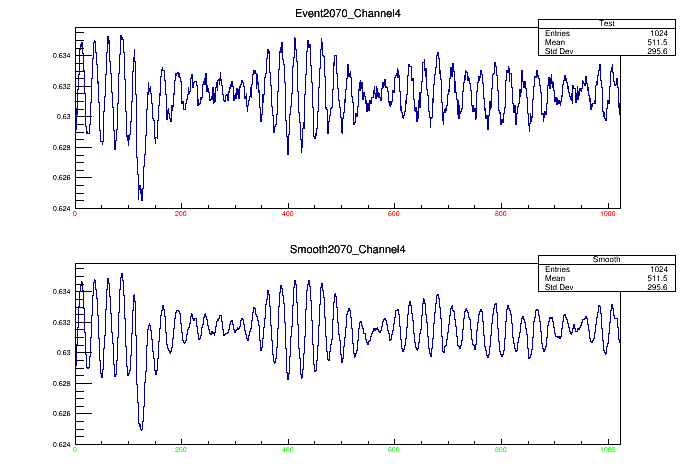 Event2070_Channel4
Test
Entries 1024
Mean 511.5
Std Dev 295.6
0.634
0.632
0.63
0.628
0.626
0.624
0 200 400 600 800 1000
Smooth2070_Channel4
Smooth
Entries 1024
Mean 511.5
Std Dev 295.6
0.634
0.632
0.63
0.628
0.626
0.624
0 200 400 600 800 1000